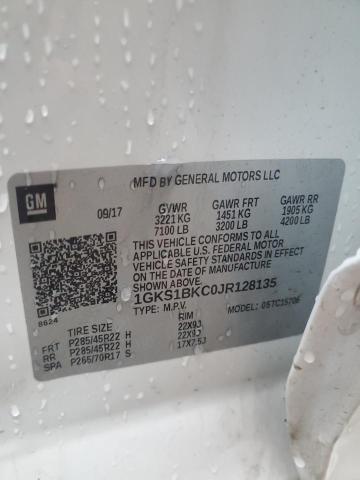 GM
MFD BY GENERAL MOTORS LLC
09/17 GVWR GAWR FRT GAWR RR
3221 KG 1451 KG 1905 KG
7100 LB 3200 LB 4200 LB
THIS VEHICLE CONFORMS TO ALL
APPLICABLE U.S. FEDERAL MOTOR
VEHICLE SAFETY STANDARDS IN
EFFECT ON THE DATE OF
MANUFACTURE SHOWN ABOVE.
1GKS1BKC0JR128135
8624 TYPE: M.P.V. MODEL:
TIRE SIZE RIM
FRT P285/45R22 H 22X9J
RR P285/45R22 H 22X9J
SPA P265/70R17 S 17X7.5J